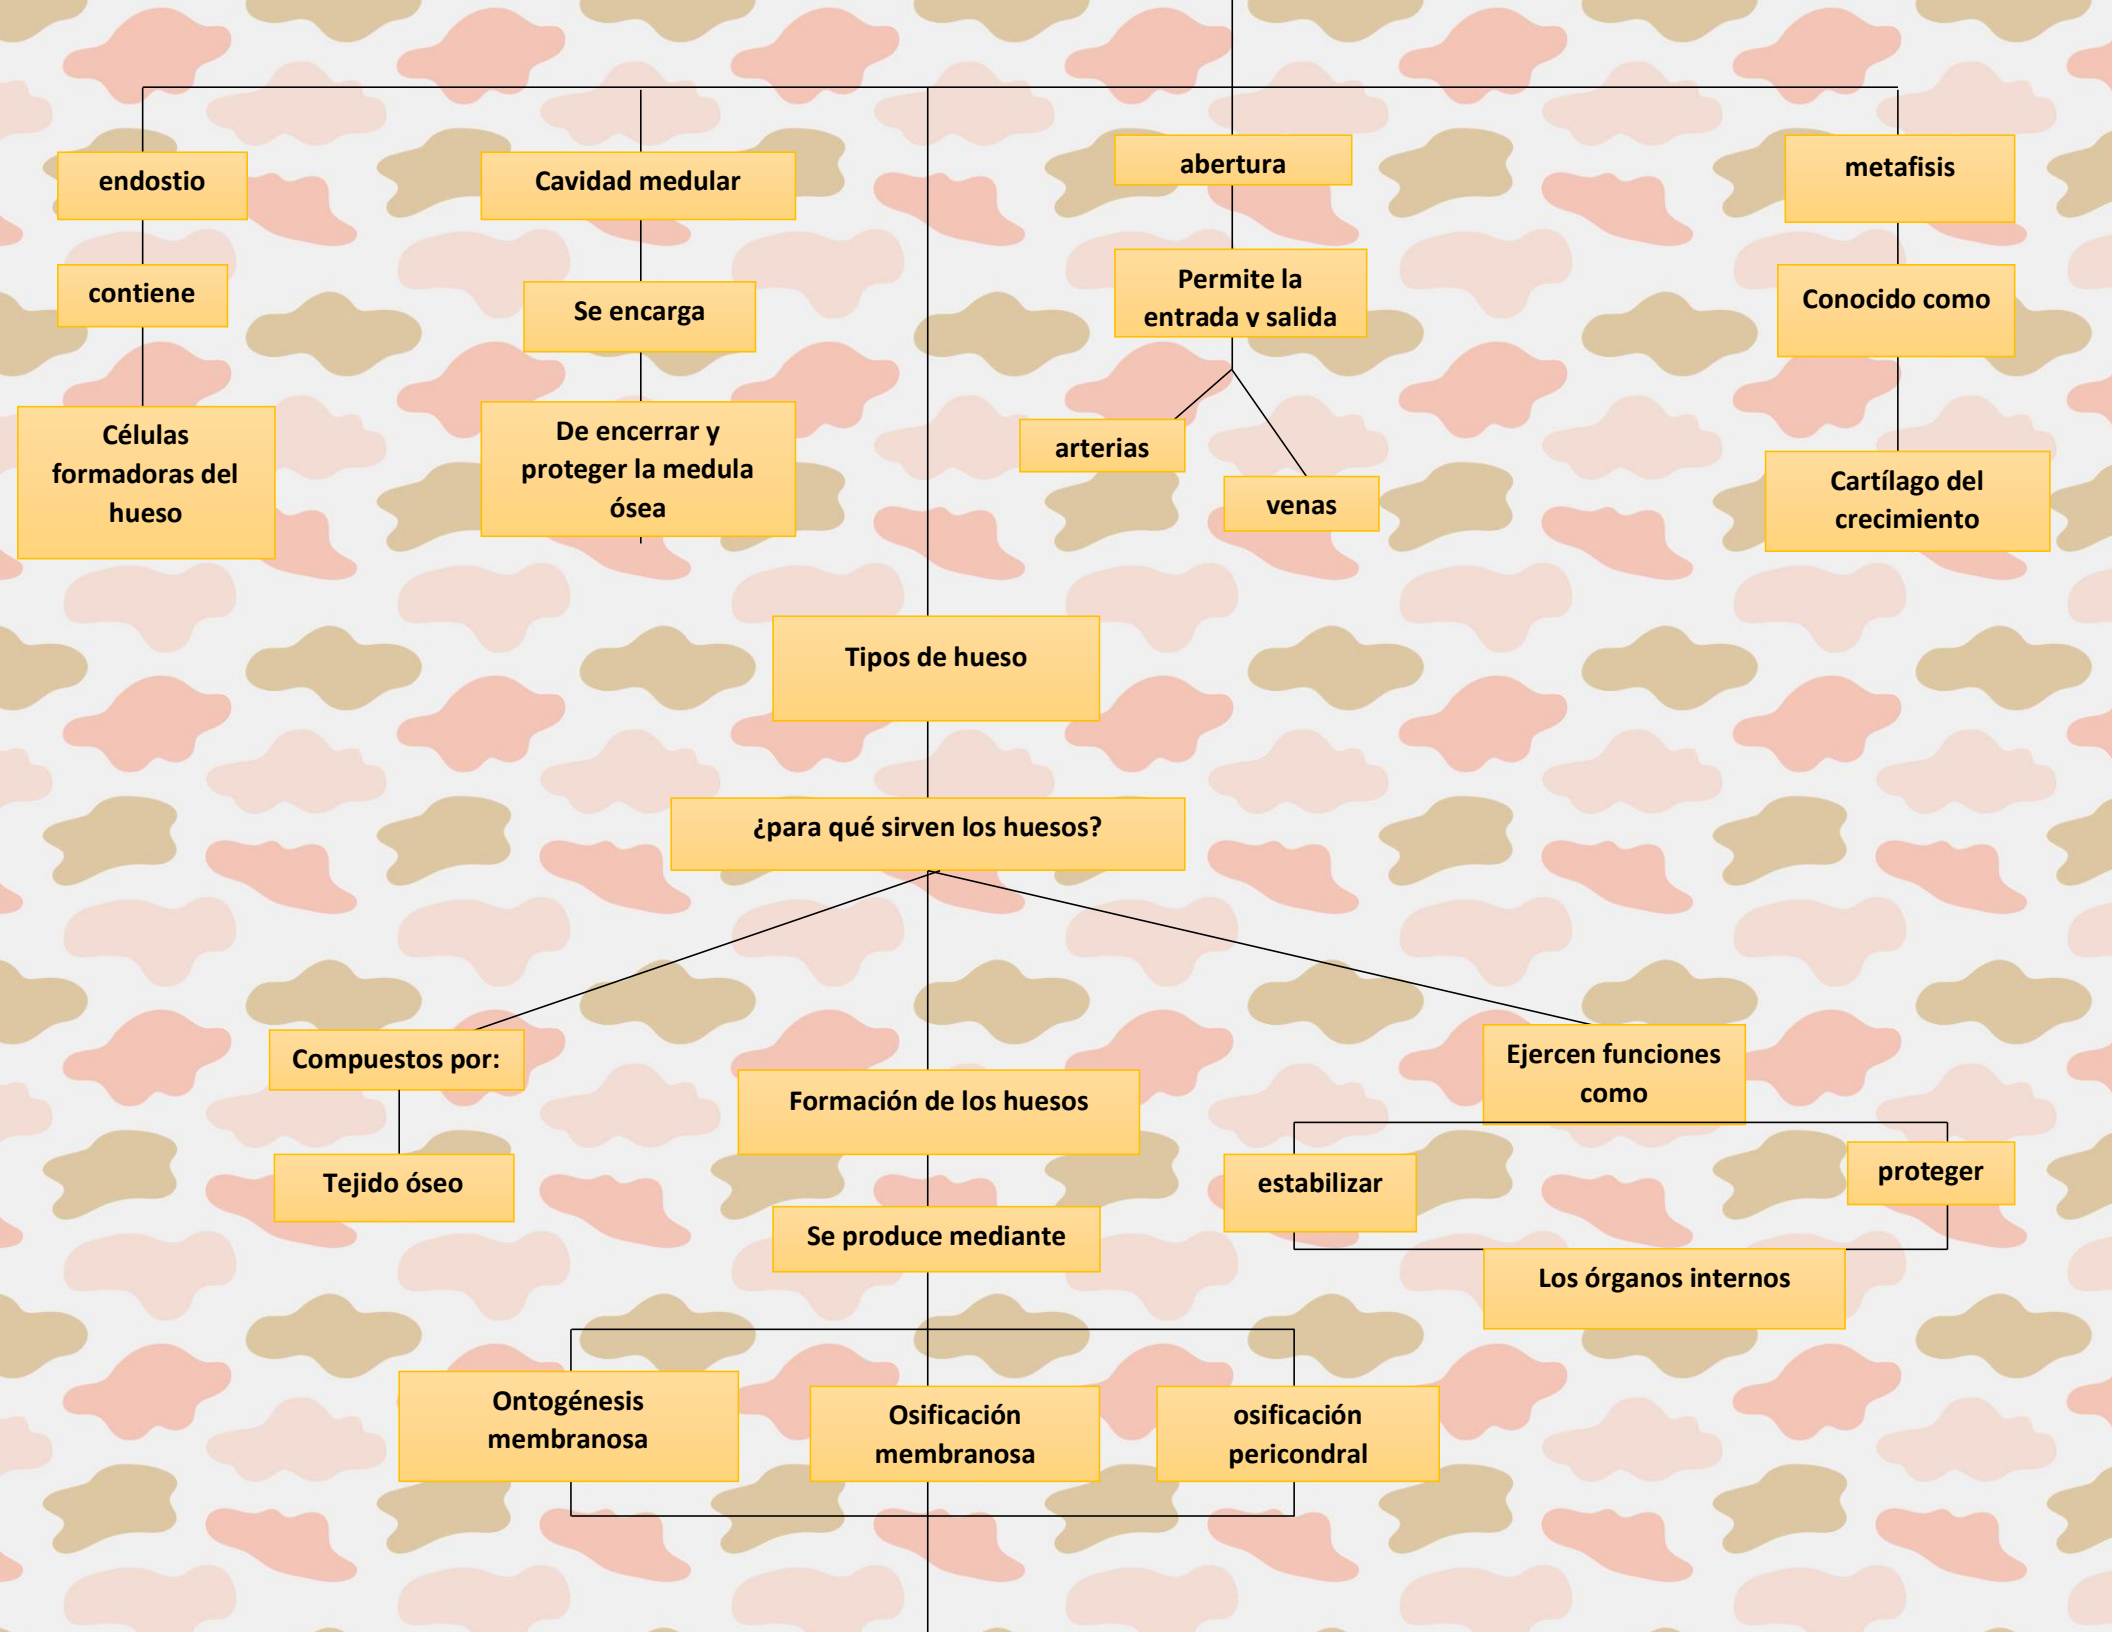 endostio
Cavidad medular
abertura
metafisis
contiene
Se encarga
Permite la
entrada y salida
Conocido como
Células
formadoras del
hueso
De encerrar y
proteger la medula
ósea
arterias
venas
Cartílago del
crecimiento
Tipos de hueso
¿para qué sirven los huesos?
Compuestos por:
Formación de los huesos
Ejercen funciones
como
Tejido óseo
Se produce mediante
estabilizar
proteger
Los órganos internos
Ontogénesis
membranosa
Osificación
membranosa
osificación
pericondral